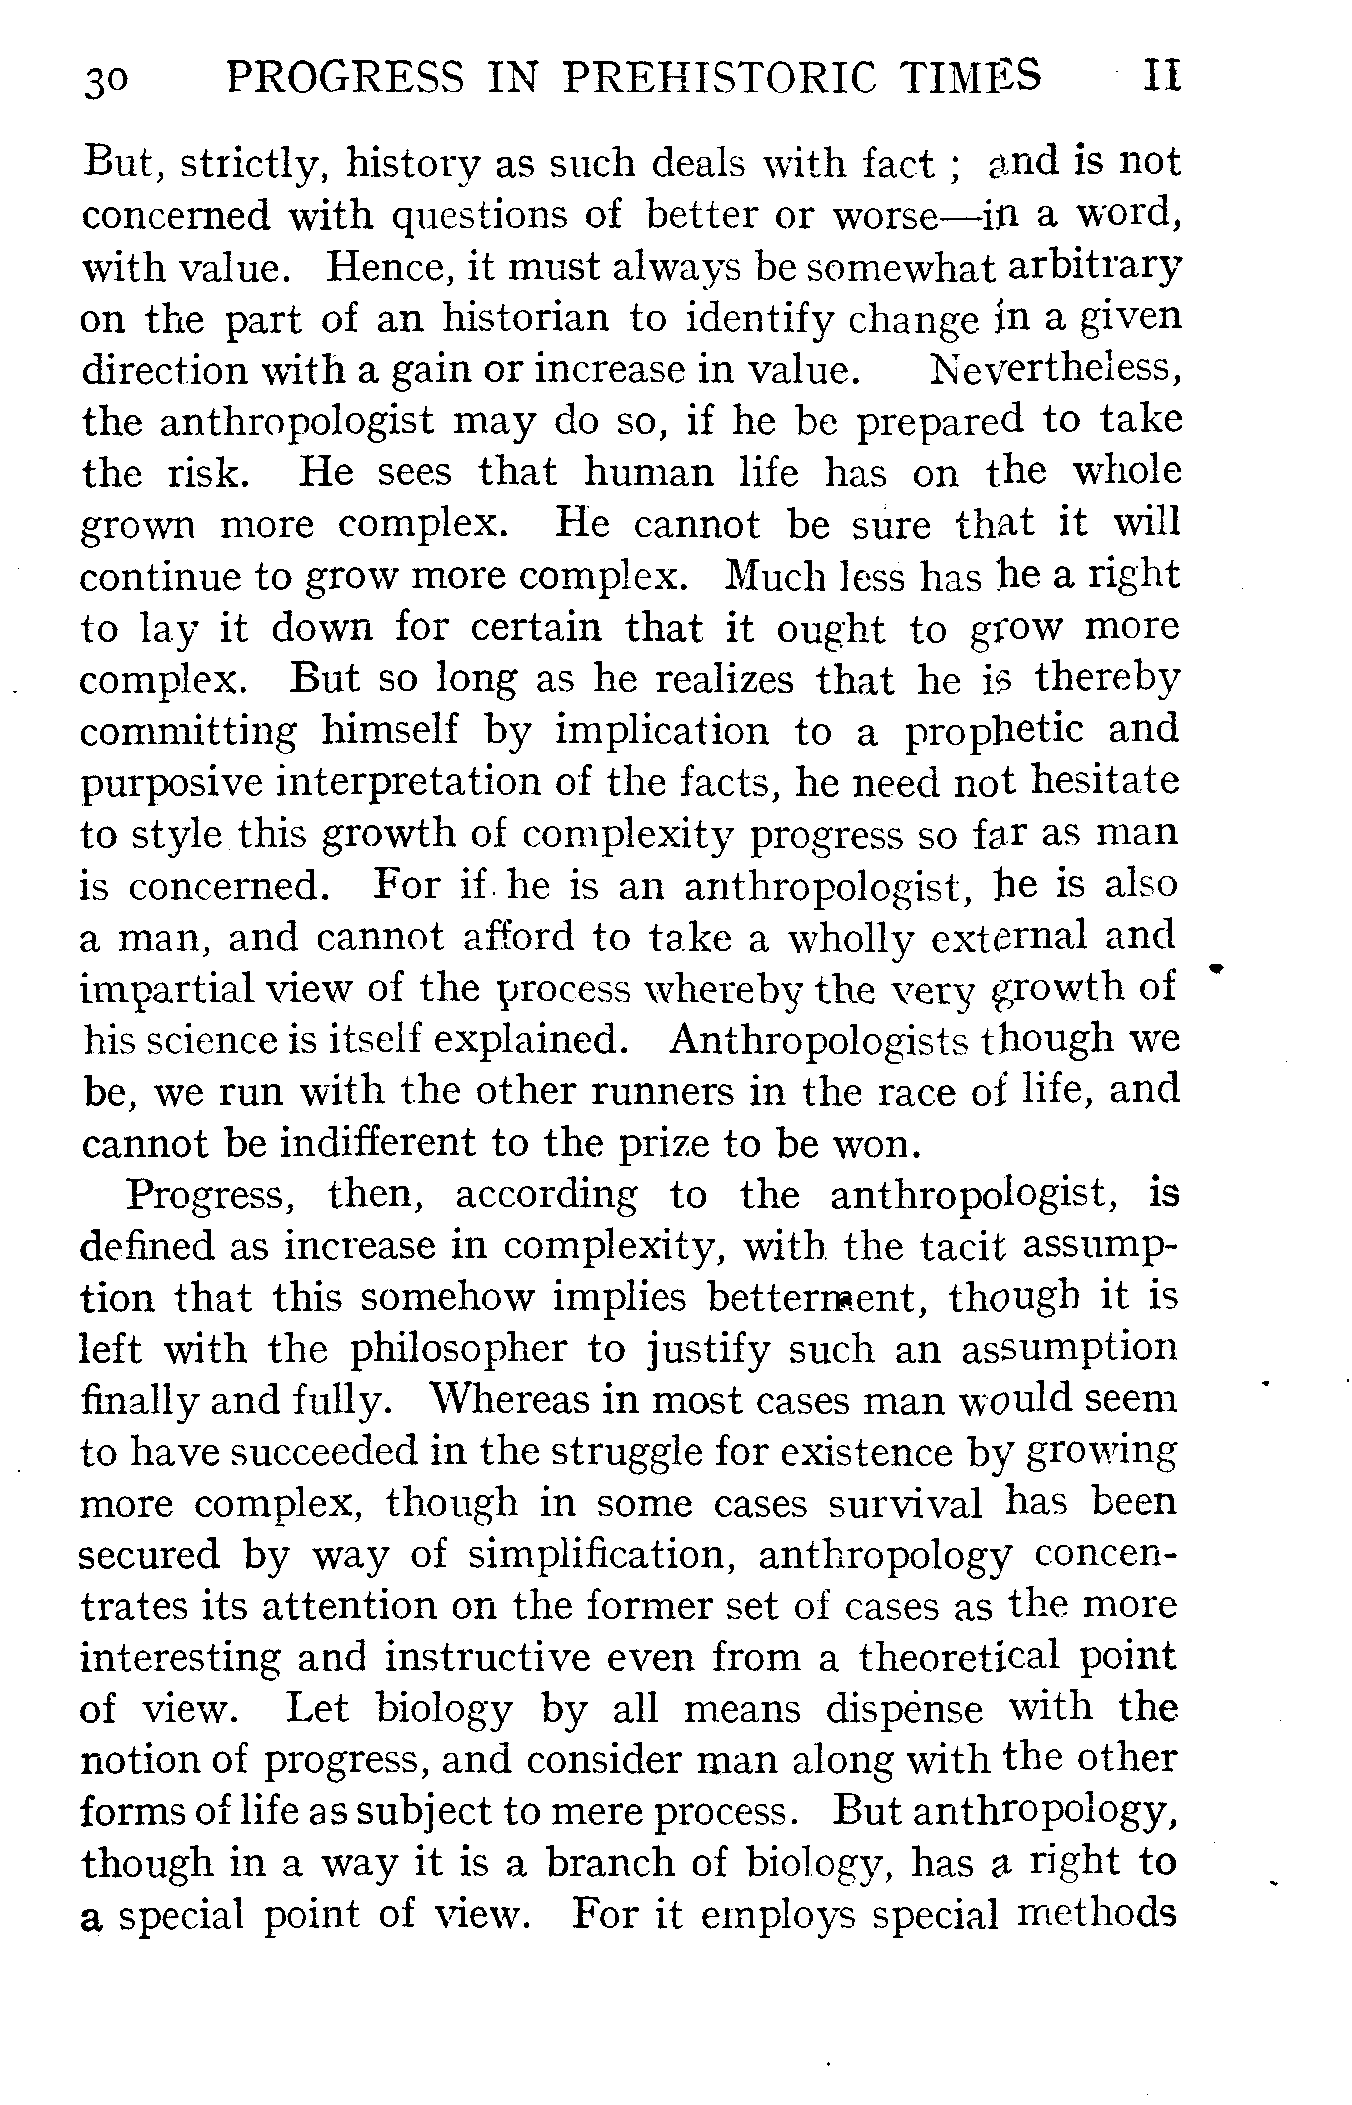 30 PROGRESS IN PREHISTORIC TIMES II
But, strictly, history as such deals with fact ; and is not
concerned with questions of better or worse—in a word,
with value. Hence, it must always be somewhat arbitrary
on the part of an historian to identify change in a given
direction with a gain or increase in value. Nevertheless,
the anthropologist may do so, if he be prepared to take
the risk. He sees that human life has on the whole
grown more complex. He cannot be sure that it will
continue to grow more complex. Much less has he a right
to lay it down for certain that it ought to grow more
complex. But so long as he realizes that he is thereby
committing himself by implication to a prophetic and
purposive interpretation of the facts, he need not hesitate
to style this growth of complexity progress so far as man
is concerned. For if he is an anthropologist, he is also
a man, and cannot afford to take a wholly external and
impartial view of the process whereby the very growth of
his science is itself explained. Anthropologists though we
be, we run with the other runners in the race of life, and
cannot be indifferent to the prize to be won.
Progress, then, according to the anthropologist, is
defined as increase in complexity, with the tacit assump-
tion that this somehow implies betterment, though it is
left with the philosopher to justify such an assumption
finally and fully. Whereas in most cases man would seem
to have succeeded in the struggle for existence by growing
more complex, though in some cases survival has been
secured by way of simplification, anthropology concen-
trates its attention on the former set of cases as the more
interesting and instructive even from a theoretical point
of view. Let biology by all means dispense with the
notion of progress, and consider man along with the other
forms of life as subject to mere process. But anthropology,
though in a way it is a branch of biology, has a right to
a special point of view. For it employs special methods